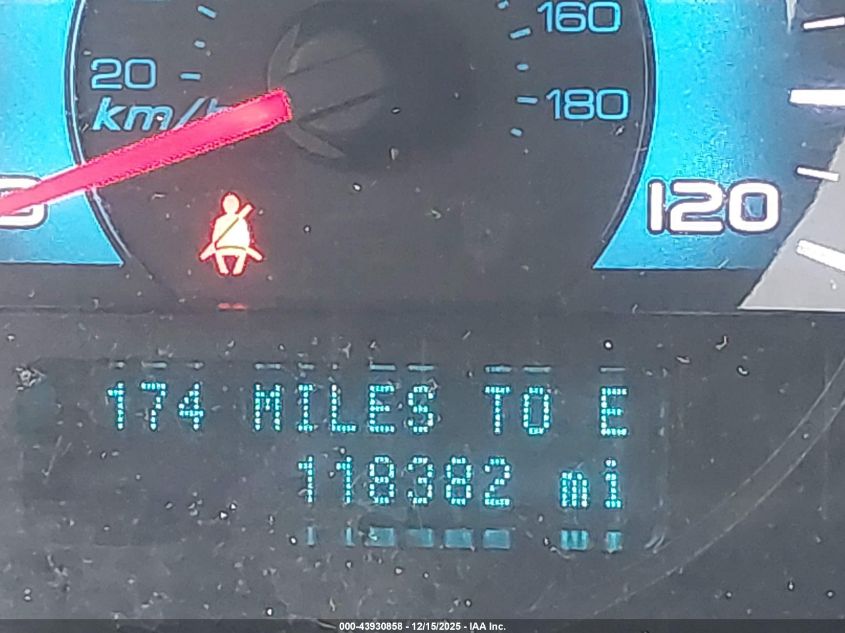 160
20
180
km/h
120
174 MILES TO E
118382 mi
000-43930858 - 12/15/2025 - IAA Inc.